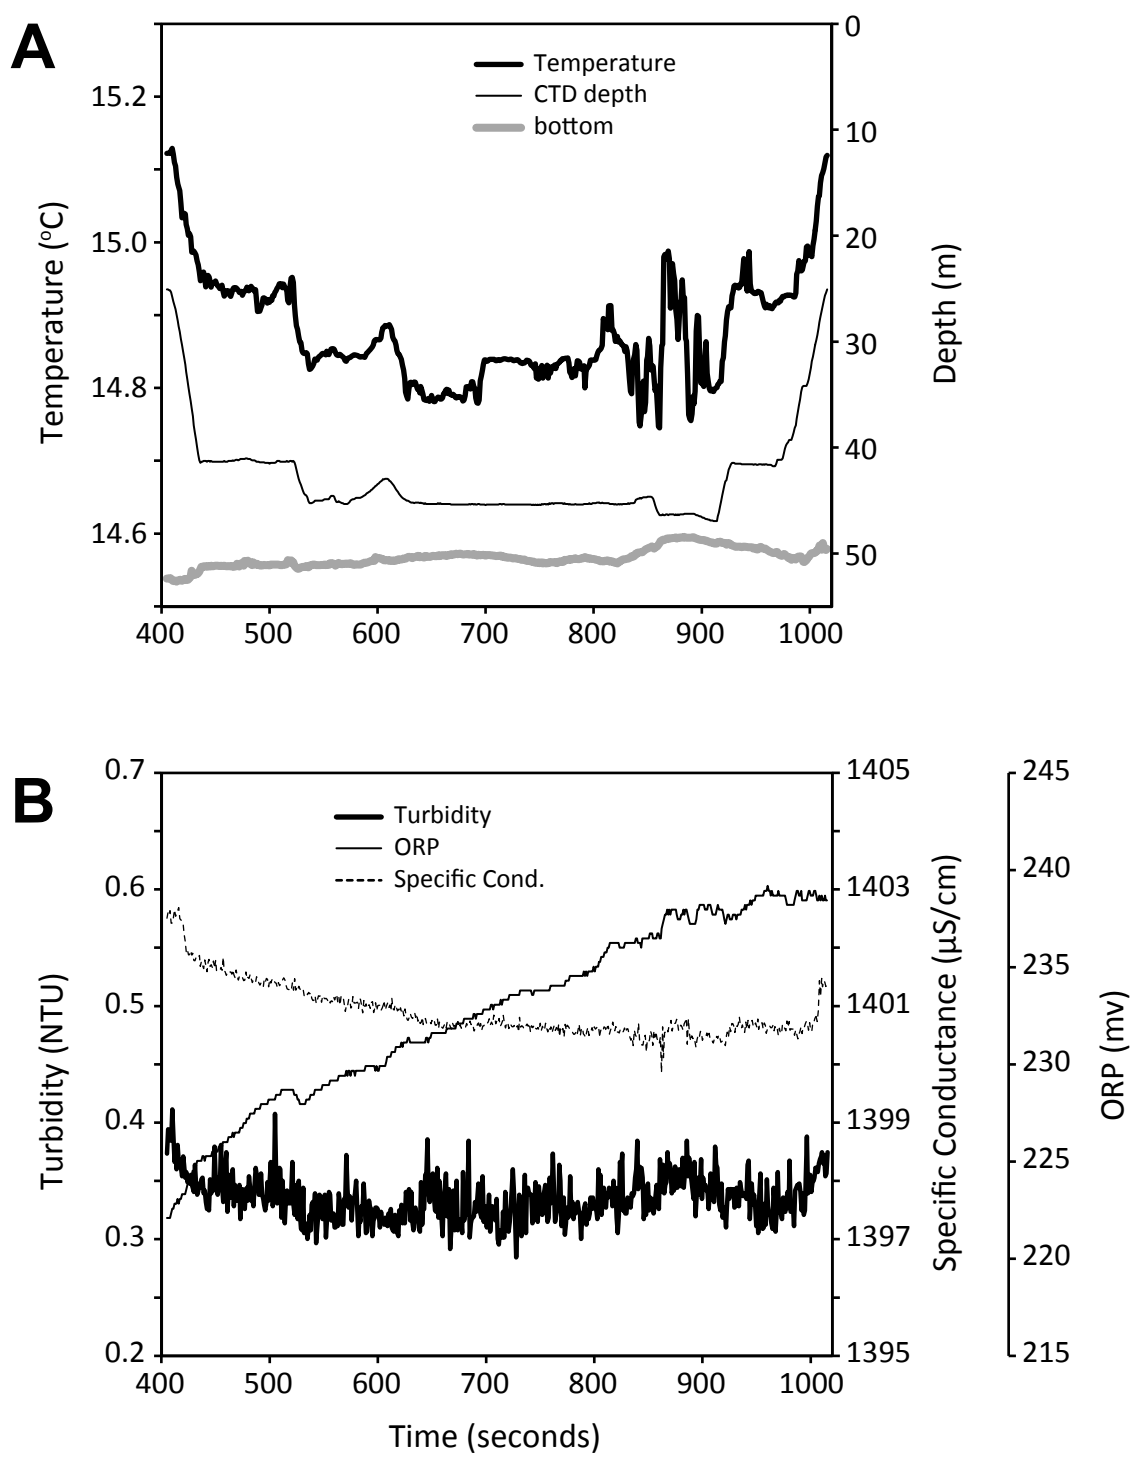 A
Temperature
CTD depth
bottom
15.2
15.0
14.8
14.6
Temperature (°C)
0
10
20
30
40
50
Depth (m)
400 500 600 700 800 900 1000
B
Turbidity
ORP
Specific Cond.
0.7
0.6
0.5
0.4
0.3
0.2
Turbidity (NTU)
1405
1403
1401
1399
1397
1395
Specific Conductance (µS/cm)
245
240
235
230
225
220
215
ORP (mv)
400 500 600 700 800 900 1000
Time (seconds)